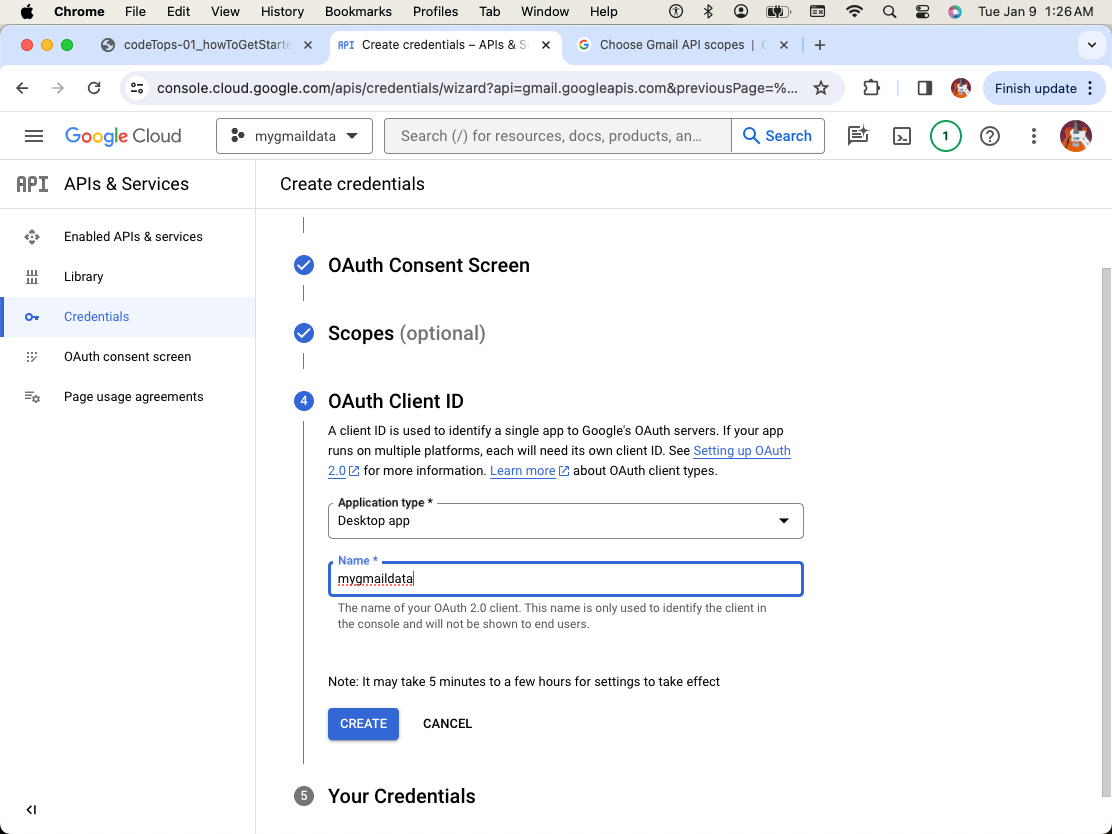 Chrome File Edit View History Bookmarks Profiles Tab Window Help Tue Jan 9 1:26 AM
codeTops-01_howToGetStarte
API Create credentials – APIs & S
Choose Gmail API scopes |
console.cloud.google.com/apis/credentials/wizard?api=gmail.googleapis.com&previousPage=%...
Finish update
Google Cloud
mygmaildata
Search (/) for resources, docs, products, an...
Search
1
API APIs & Services
Create credentials
Enabled APIs & services
Library
Credentials
OAuth consent screen
Page usage agreements
OAuth Consent Screen
Scopes (optional)
4 OAuth Client ID
A client ID is used to identify a single app to Google's OAuth servers. If your app
runs on multiple platforms, each will need its own client ID. See Setting up OAuth
2.0 for more information. Learn more about OAuth client types.
Application type *
Desktop app
Name *
mygmaildata
The name of your OAuth 2.0 client. This name is only used to identify the client in
the console and will not be shown to end users.
Note: It may take 5 minutes to a few hours for settings to take effect
CREATE CANCEL
5 Your Credentials